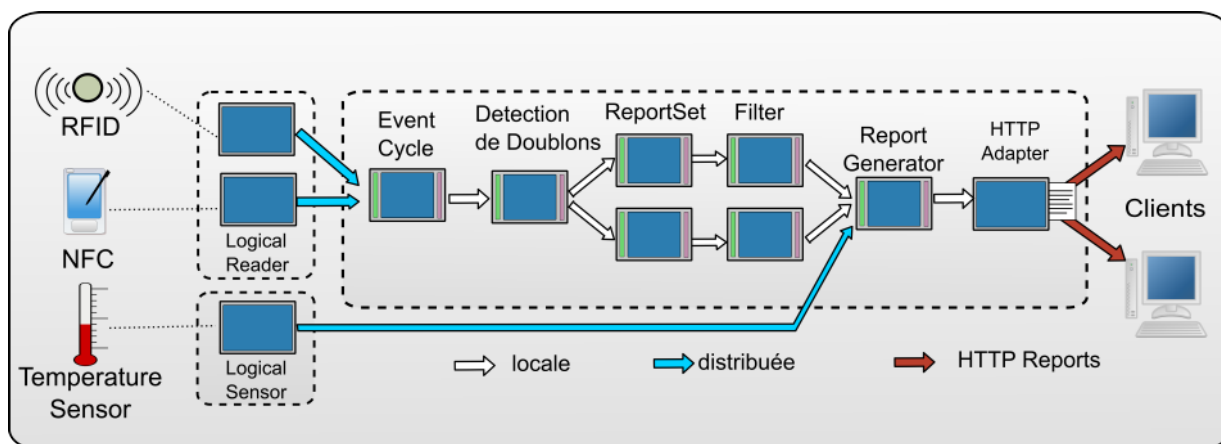 RFID
NFC
Temperature
Sensor
Logical
Reader
Logical
Sensor
Event
Cycle
Detection
de Doublons
ReportSet
Filter
Report
Generator
HTTP
Adapter
Clients
locale
distribuée
HTTP Reports